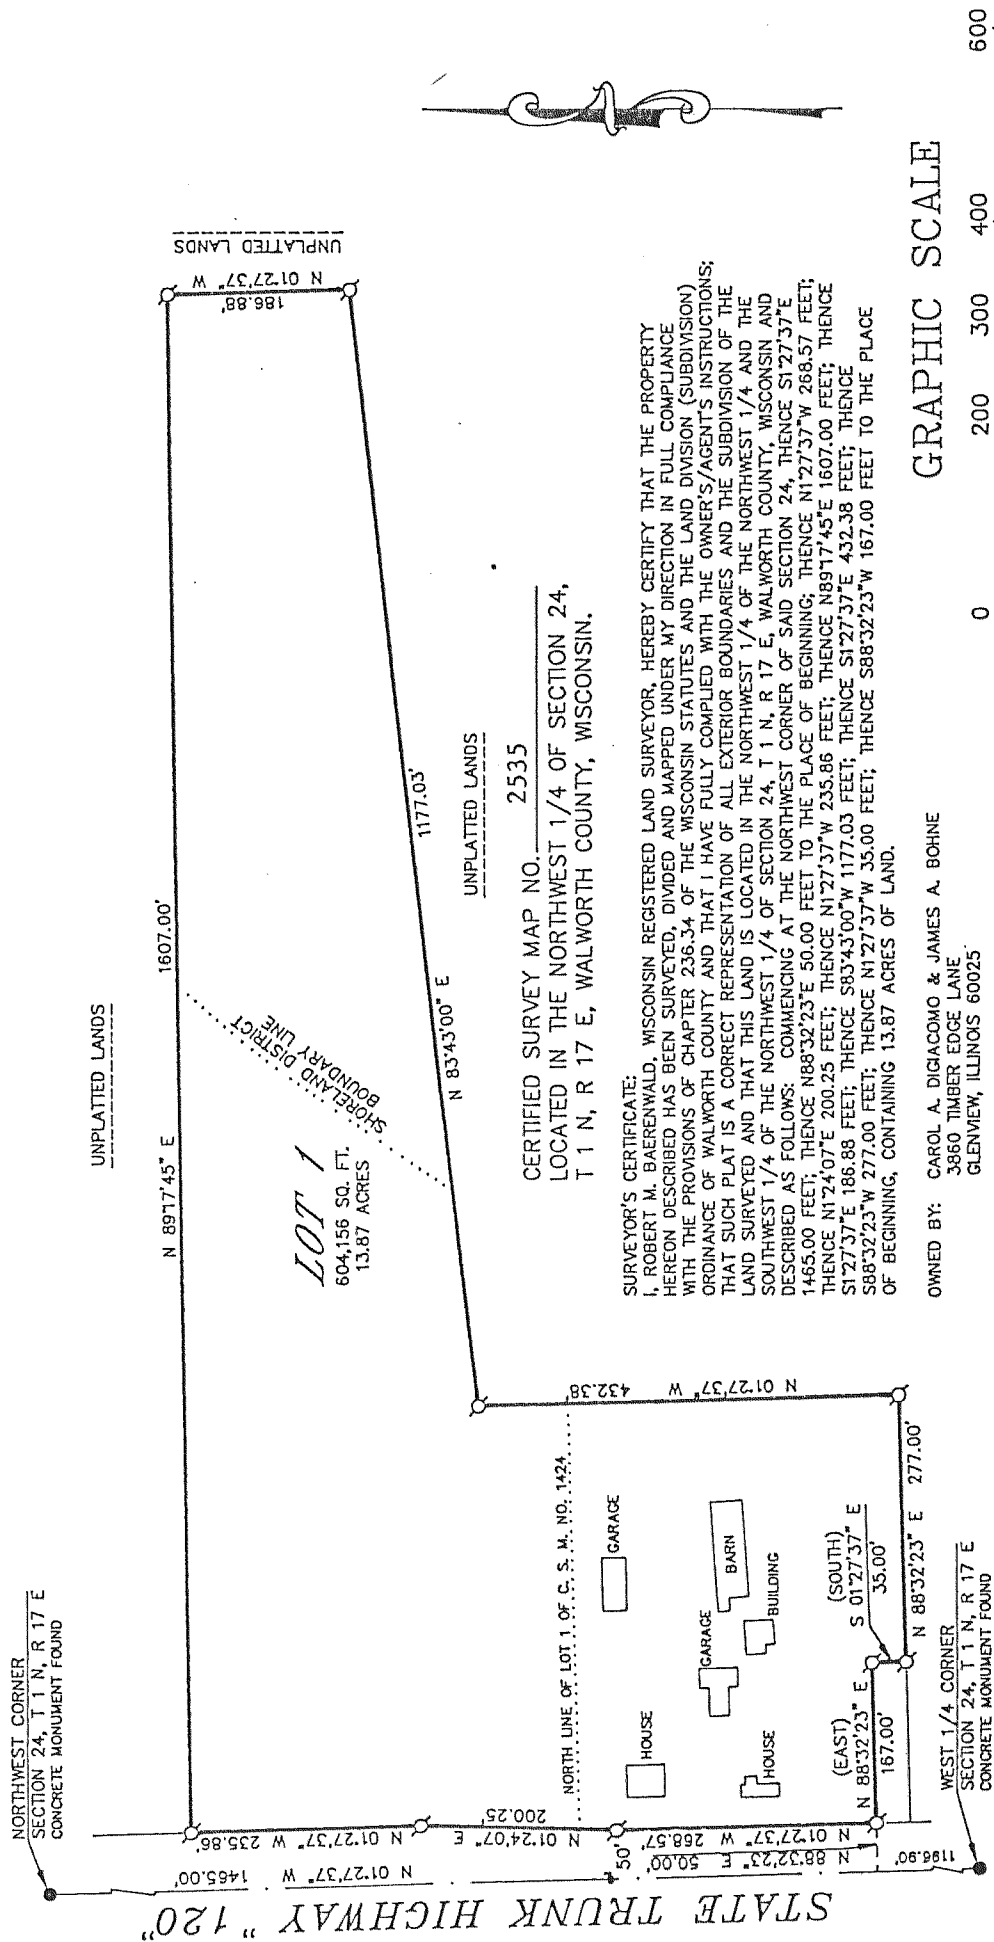 NORTHWEST CORNER
SECTION 24, T 1 N, R 17 E
CONCRETE MONUMENT FOUND
UNPLATTED LANDS
N 89°17'45" E
1607.00'
UNPLATTED LANDS
N 01°27'37" W
186.88'
SHORELAND DISTRICT
BOUNDARY LINE
LOT 1
604,156 SQ. FT.
13.87 ACRES
N 83°43'00" E
1177.03'
UNPLATTED LANDS
N 01°27'37" W 235.86'
N 01°24'07" E 200.25'
N 01°27'37" W 268.57'
1465.00' N 01°27'37" W
50'
N 88°32'23" E 50.00'
1196.90'
STATE TRUNK HIGHWAY "120"
NORTH LINE OF LOT 1 OF C. S. M. NO. 1424
HOUSE
GARAGE
GARAGE
BARN
BUILDING
HOUSE
N 01°27'37" W 432.38'
(EAST)
N 88°32'23" E
167.00'
(SOUTH)
S 01°27'37" E
35.00'
N 88°32'23" E 277.00'
WEST 1/4 CORNER
SECTION 24, T 1 N, R 17 E
CONCRETE MONUMENT FOUND
CERTIFIED SURVEY MAP NO. 2535
LOCATED IN THE NORTHWEST 1/4 OF SECTION 24,
T 1 N, R 17 E, WALWORTH COUNTY, WISCONSIN.
SURVEYOR'S CERTIFICATE:
I, ROBERT M. BAERENWALD, WISCONSIN REGISTERED LAND SURVEYOR, HEREBY CERTIFY THAT THE PROPERTY
HEREON DESCRIBED HAS BEEN SURVEYED, DIVIDED AND MAPPED UNDER MY DIRECTION IN FULL COMPLIANCE
WITH THE PROVISIONS OF CHAPTER 236.34 OF THE WISCONSIN STATUTES AND THE LAND DIVISION (SUBDIVISION)
ORDINANCE OF WALWORTH COUNTY AND THAT I HAVE FULLY COMPLIED WITH THE OWNER'S/AGENT'S INSTRUCTIONS;
THAT SUCH PLAT IS A CORRECT REPRESENTATION OF ALL EXTERIOR BOUNDARIES AND THE SUBDIVISION OF THE
LAND SURVEYED AND THAT THIS LAND IS LOCATED IN THE NORTHWEST 1/4 OF THE NORTHWEST 1/4 AND THE
SOUTHWEST 1/4 OF THE NORTHWEST 1/4 OF SECTION 24, T 1 N, R 17 E, WALWORTH COUNTY, WISCONSIN AND
DESCRIBED AS FOLLOWS: COMMENCING AT THE NORTHWEST CORNER OF SAID SECTION 24, THENCE S1°27'37"E
1465.00 FEET; THENCE N88°32'23"E 50.00 FEET TO THE PLACE OF BEGINNING; THENCE N1°27'37"W 268.57 FEET;
THENCE N1°24'07"E 200.25 FEET; THENCE N1°27'37"W 235.86 FEET; THENCE N89°17'45"E 1607.00 FEET; THENCE
S1°27'37"E 186.88 FEET; THENCE S83°43'00"W 1177.03 FEET; THENCE S1°27'37"E 432.38 FEET; THENCE
S88°32'23"W 277.00 FEET; THENCE N1°27'37"W 35.00 FEET; THENCE S88°32'23"W 167.00 FEET TO THE PLACE
OF BEGINNING, CONTAINING 13.87 ACRES OF LAND.
OWNED BY: CAROL A. DIGIACOMO & JAMES A. BOHNE
3860 TIMBER EDGE LANE
GLENVIEW, ILLINOIS 60025
GRAPHIC SCALE
0 200 300 400 600